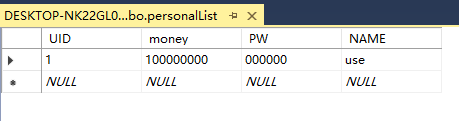 DESKTOP-NK22GL0...bo.personalList
UID money PW NAME
1 100000000 000000 use
NULL NULL NULL NULL